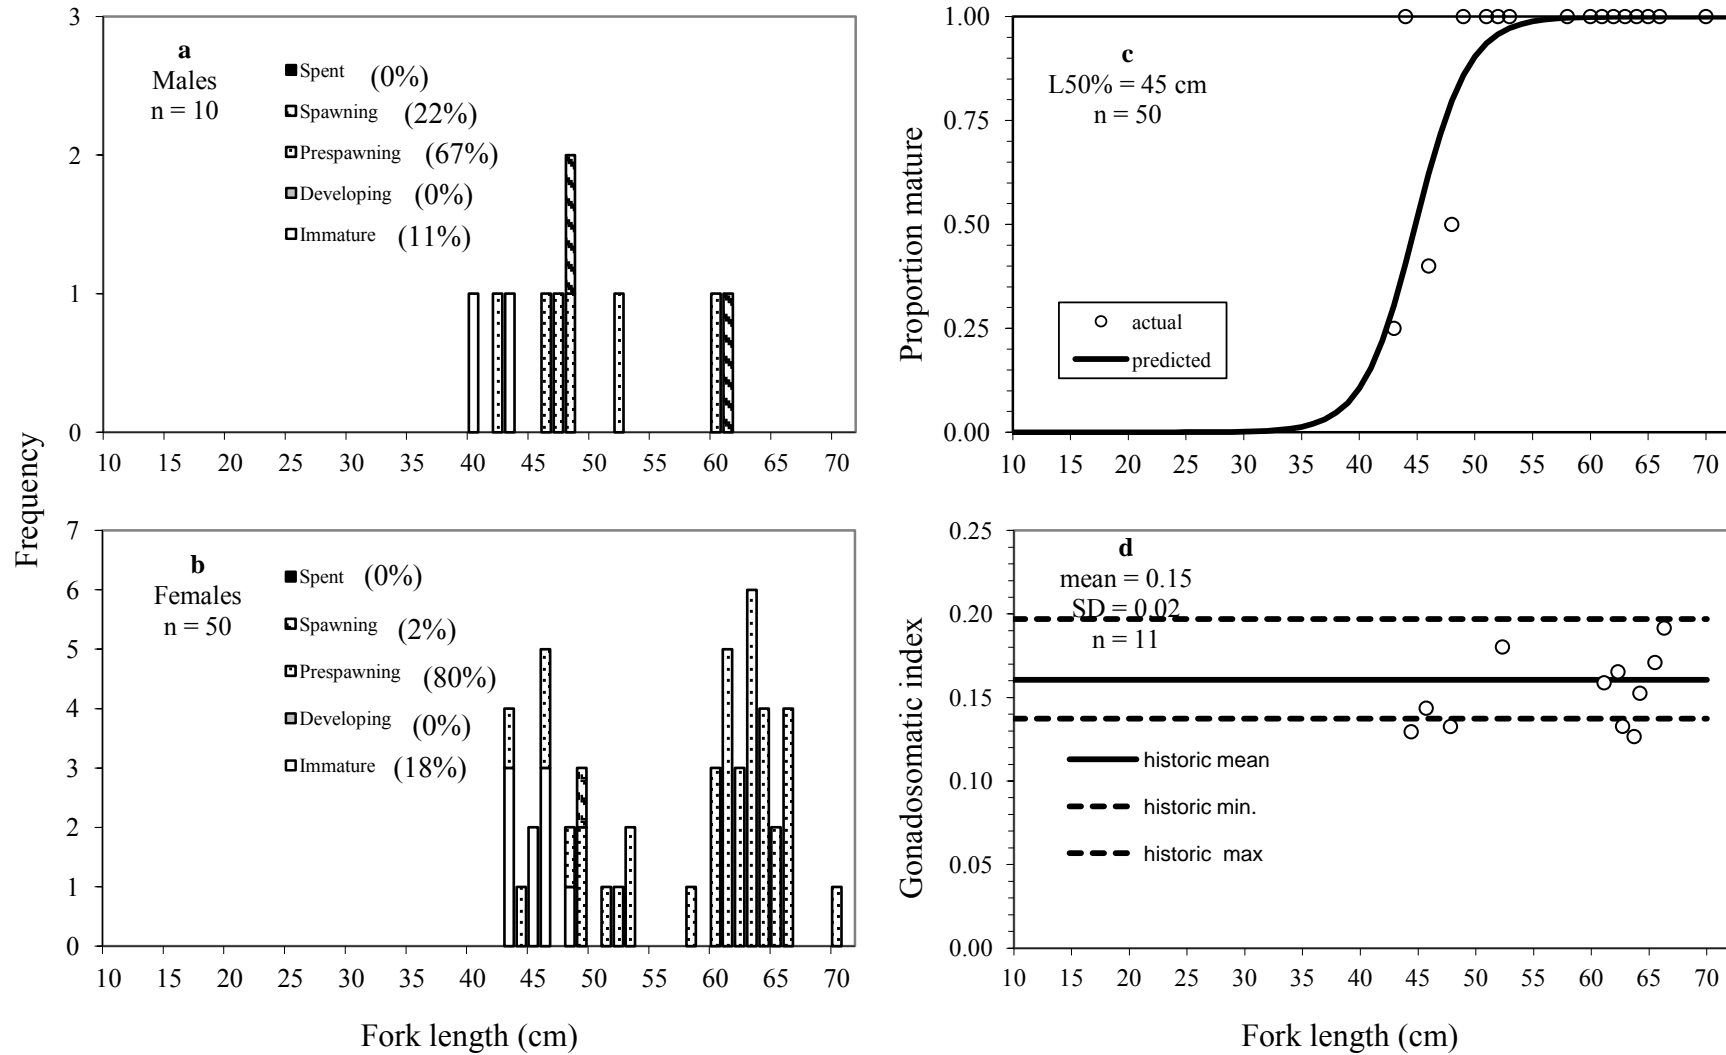 Frequency
3
2
1
0
a
Males
n = 10
Spent (0%)
Spawning (22%)
Prespawning (67%)
Developing (0%)
Immature (11%)
10 15 20 25 30 35 40 45 50 55 60 65 70
7
6
5
4
3
2
1
0
b
Females
n = 50
Spent (0%)
Spawning (2%)
Prespawning (80%)
Developing (0%)
Immature (18%)
10 15 20 25 30 35 40 45 50 55 60 65 70
Fork length (cm)
Proportion mature
1.00
0.75
0.50
0.25
0.00
c
L50% = 45 cm
n = 50
actual
predicted
10 15 20 25 30 35 40 45 50 55 60 65 70
Gonadosomatic index
0.25
0.20
0.15
0.10
0.05
0.00
d
mean = 0.15
SD = 0.02
n = 11
historic mean
historic min.
historic max
10 15 20 25 30 35 40 45 50 55 60 65 70
Fork length (cm)